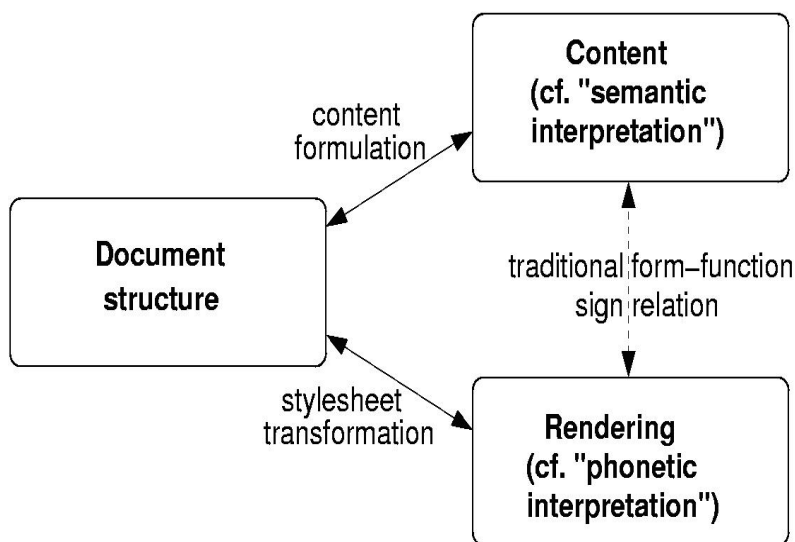 Content
(cf. "semantic
interpretation")
content
formulation
Document
structure
traditional form–function
sign relation
stylesheet
transformation
Rendering
(cf. "phonetic
interpretation")